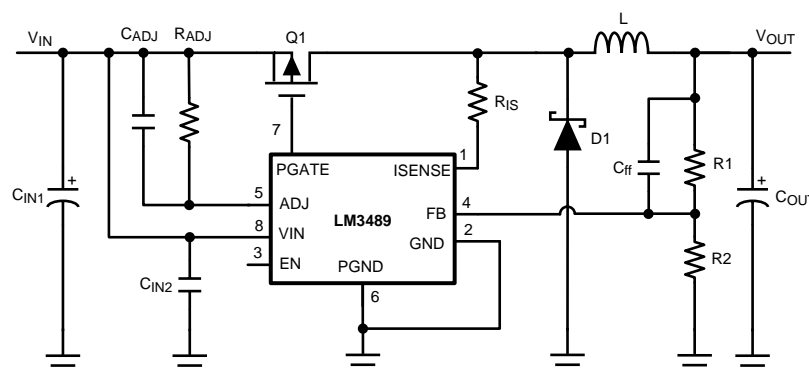 VIN
CADJ
RADJ
Q1
L
VOUT
RIS
7
1
D1
Cff
R1
PGATE
ISENSE
CIN1
+
5
ADJ
4
FB
+
COUT
8
VIN
LM3489
2
GND
3
EN
PGND
R2
CIN2
6